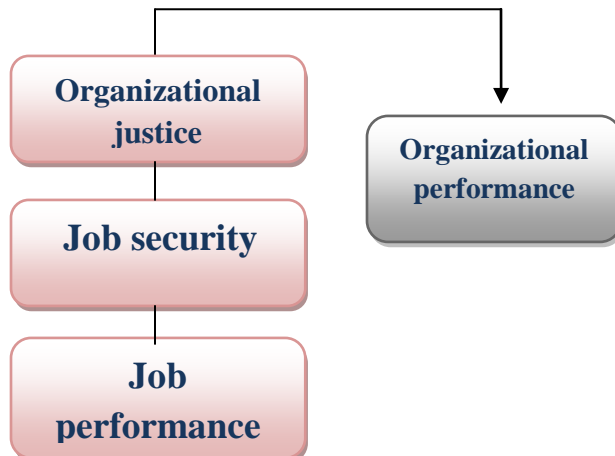 Organizational
justice
Organizational
performance
Job security
Job
performance